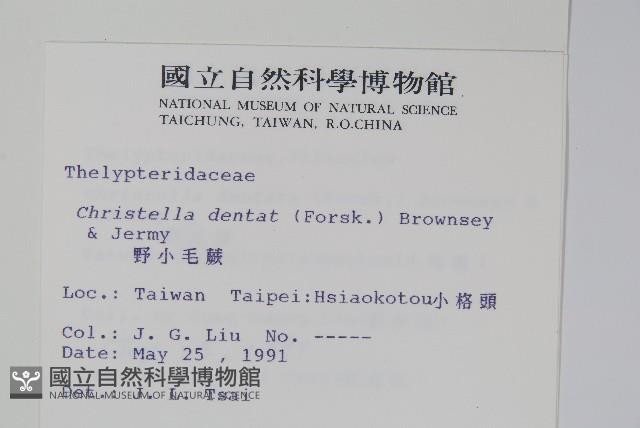 國立自然科學博物館
NATIONAL MUSEUM OF NATURAL SCIENCE
TAICHUNG, TAIWAN, R.O.CHINA
Thelypteridaceae
Christella dentat (Forsk.) Brownsey
& Jermy
野小毛蕨
Loc.: Taiwan Taipei:Hsiaokotou小格頭
Col.: J. G. Liu No. -----
Date: May 25 , 1991
國立自然科學博物館
NATIONAL MUSEUM OF NATURAL SCIENCE
Det.: J. L. Tsai